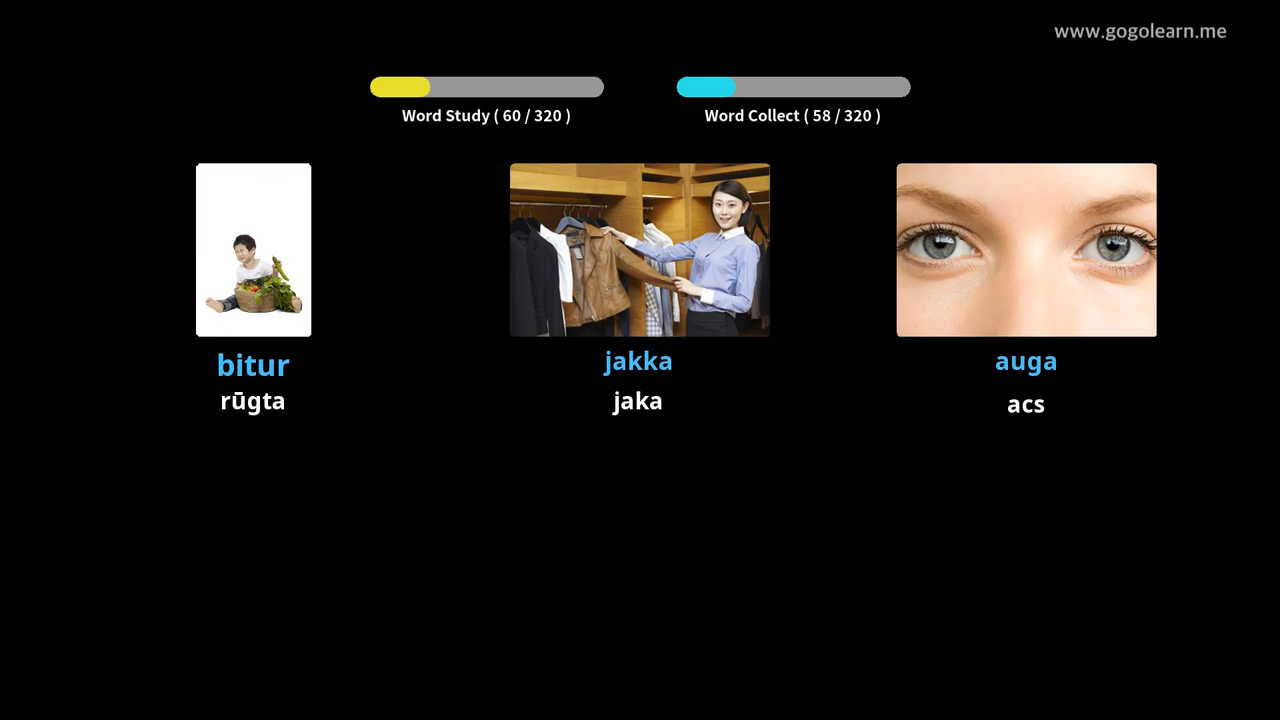 www.gogolearn.me
Word Study ( 60 / 320 )
Word Collect ( 58 / 320 )
bitur
rūgta
jakka
jaka
auga
acs